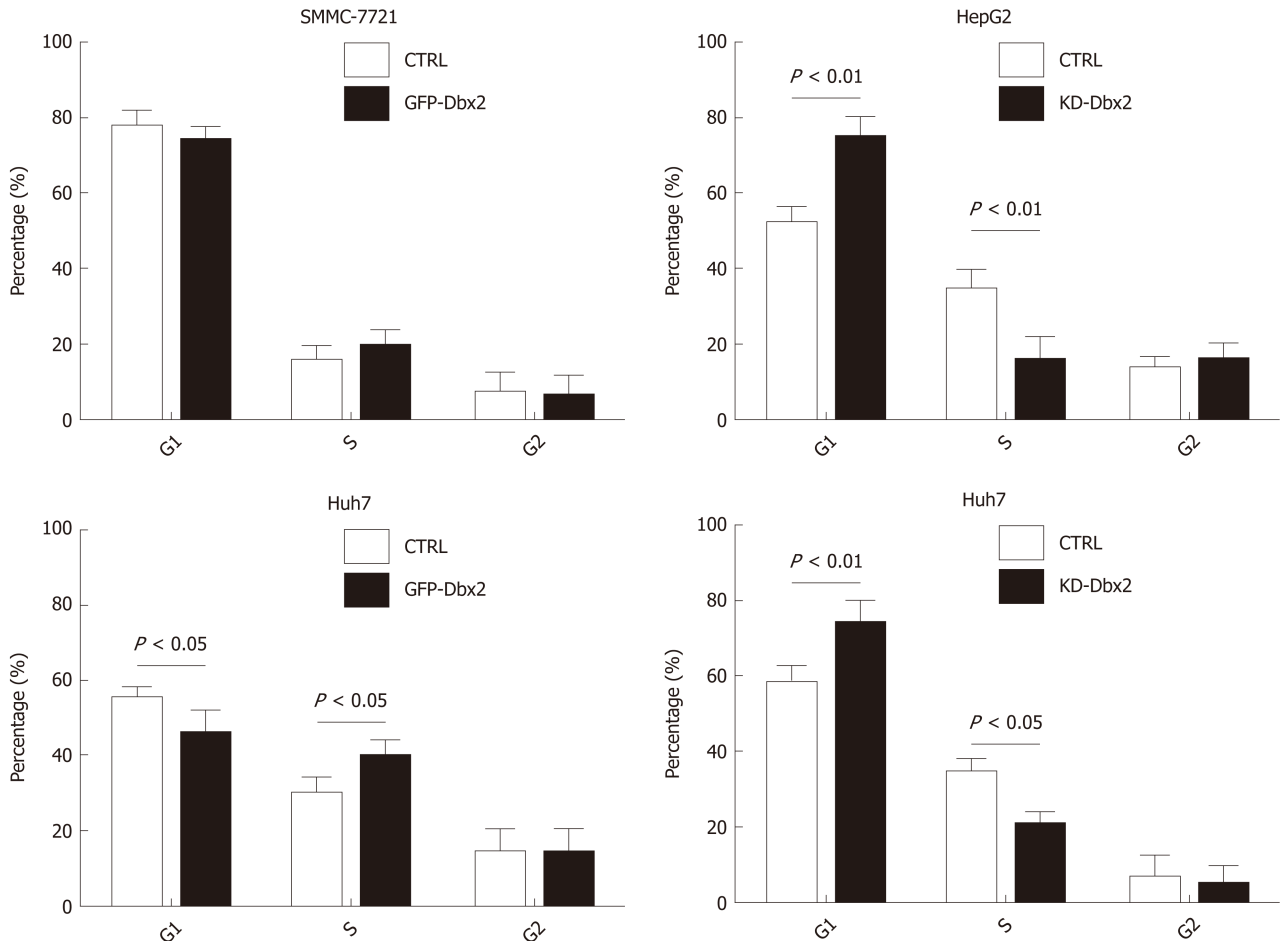 SMMC-7721
CTRL
GFP-Dbx2
Percentage (%)
100
80
60
40
20
0
G1
S
G2
HepG2
CTRL
KD-Dbx2
P < 0.01
P < 0.01
Percentage (%)
100
80
60
40
20
0
G1
S
G2
Huh7
CTRL
GFP-Dbx2
P < 0.05
P < 0.05
Percentage (%)
100
80
60
40
20
0
G1
S
G2
Huh7
CTRL
KD-Dbx2
P < 0.01
P < 0.05
Percentage (%)
100
80
60
40
20
0
G1
S
G2